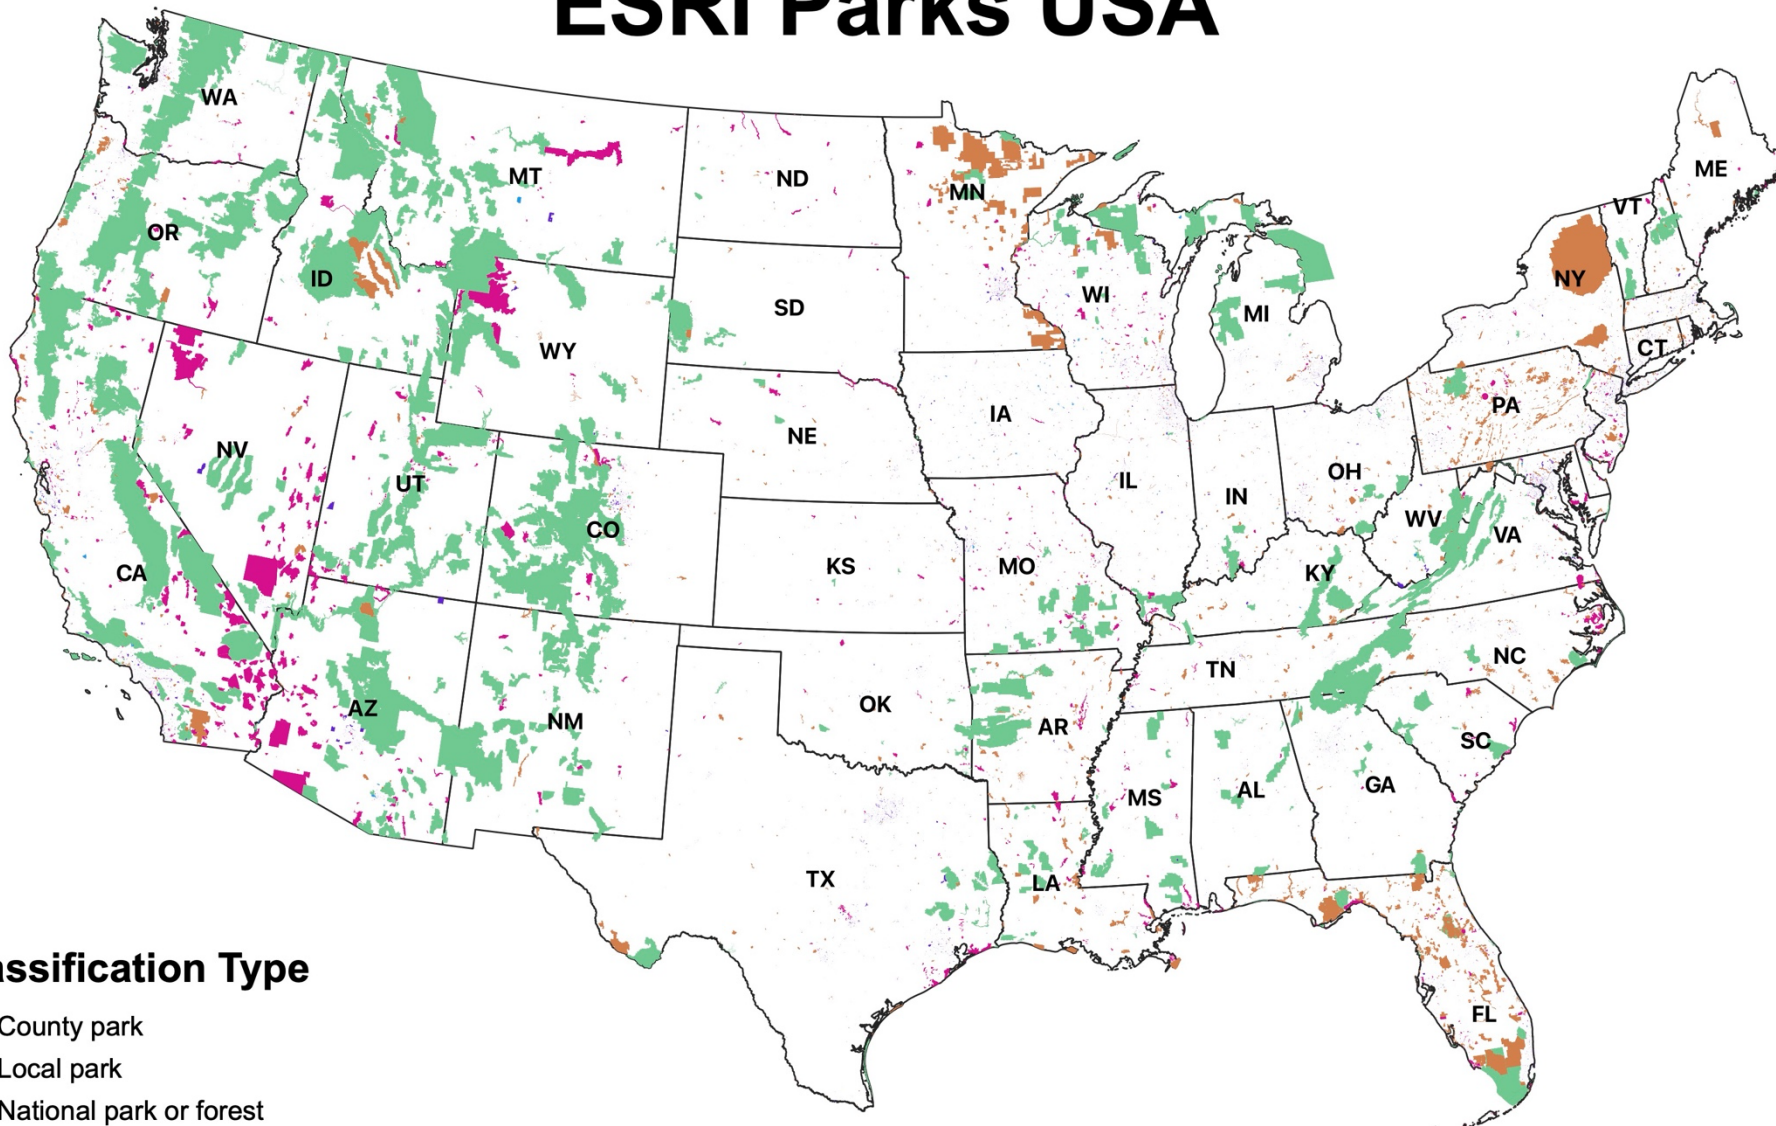 ESRI Parks USA
WA
MT
ND
MN
ME
VT
OR
ID
SD
WI
MI
NY
WY
CT
IA
PA
NE
NV
UT
IL
IN
OH
CO
WV
VA
CA
KS
MO
KY
AZ
NM
OK
AR
TN
NC
SC
MS
AL
GA
TX
LA
FL
assification Type
County park
Local park
National park or forest